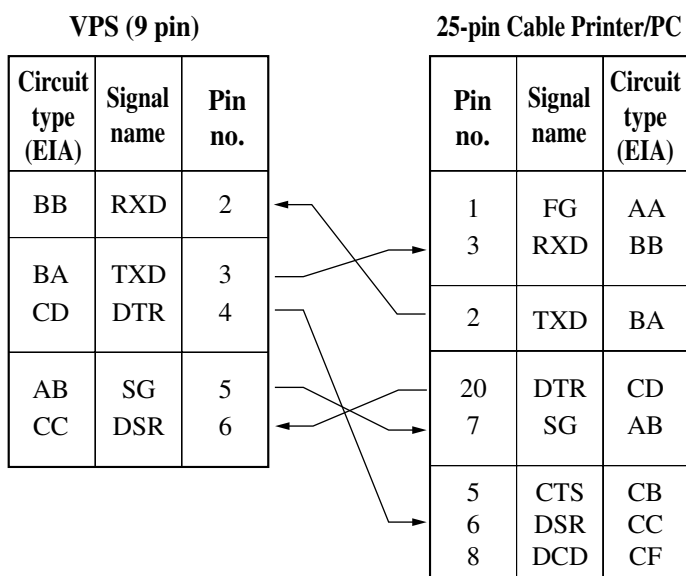 VPS (9 pin)
Circuit type (EIA) Signal name Pin no.
BB RXD 2
BA TXD 3
CD DTR 4
AB SG 5
CC DSR 6
25-pin Cable Printer/PC
Pin no. Signal name Circuit type (EIA)
1 FG AA
3 RXD BB
2 TXD BA
20 DTR CD
7 SG AB
5 CTS CB
6 DSR CC
8 DCD CF